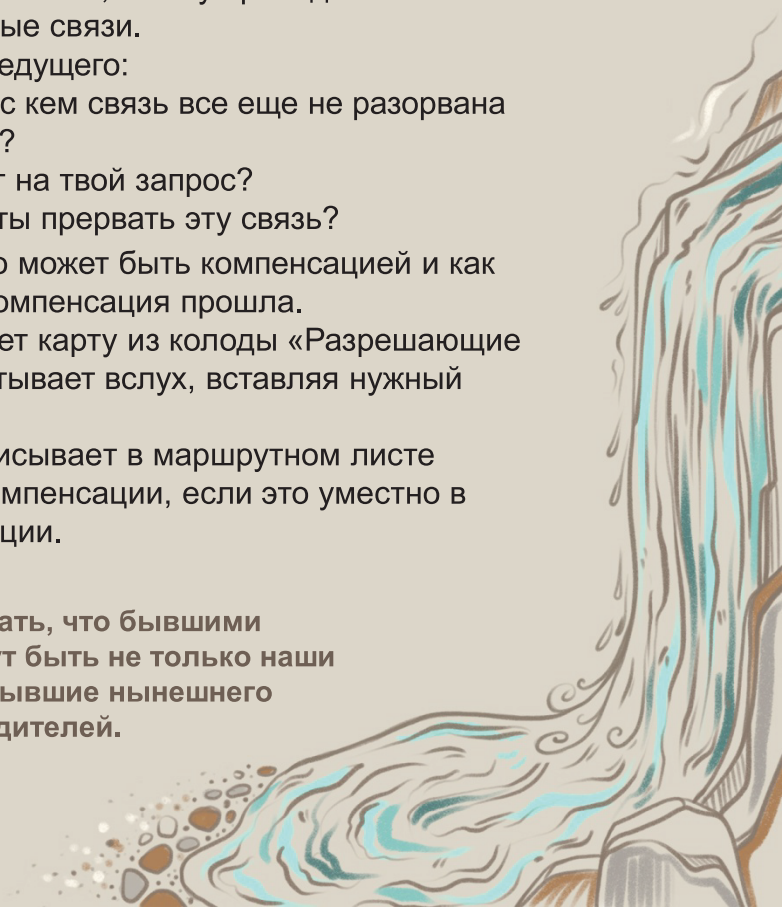 ые связи.
едущего:
с кем связь все еще не разорвана
?
т на твой запрос?
ты прервать эту связь?
о может быть компенсацией и как
омпенсация прошла.
ет карту из колоды «Разрешающие
тывает вслух, вставляя нужный
исывает в маршрутном листе
мпенсации, если это уместно в
ции.
ать, что бывшими
ут быть не только наши
ывшие нынешнего
дителей.